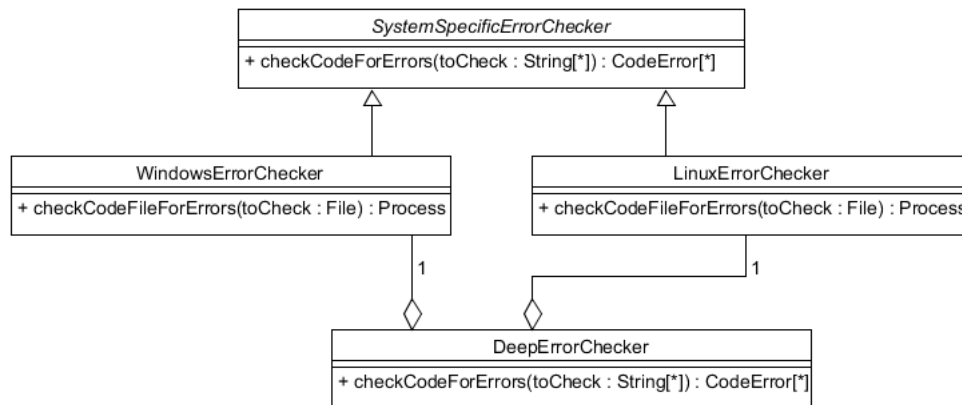 SystemSpecificErrorChecker
+ checkCodeForErrors(toCheck : String[*]) : CodeError[*]
WindowsErrorChecker
+ checkCodeFileForErrors(toCheck : File) : Process
LinuxErrorChecker
+ checkCodeFileForErrors(toCheck : File) : Process
1
1
DeepErrorChecker
+ checkCodeForErrors(toCheck : String[*]) : CodeError[*]